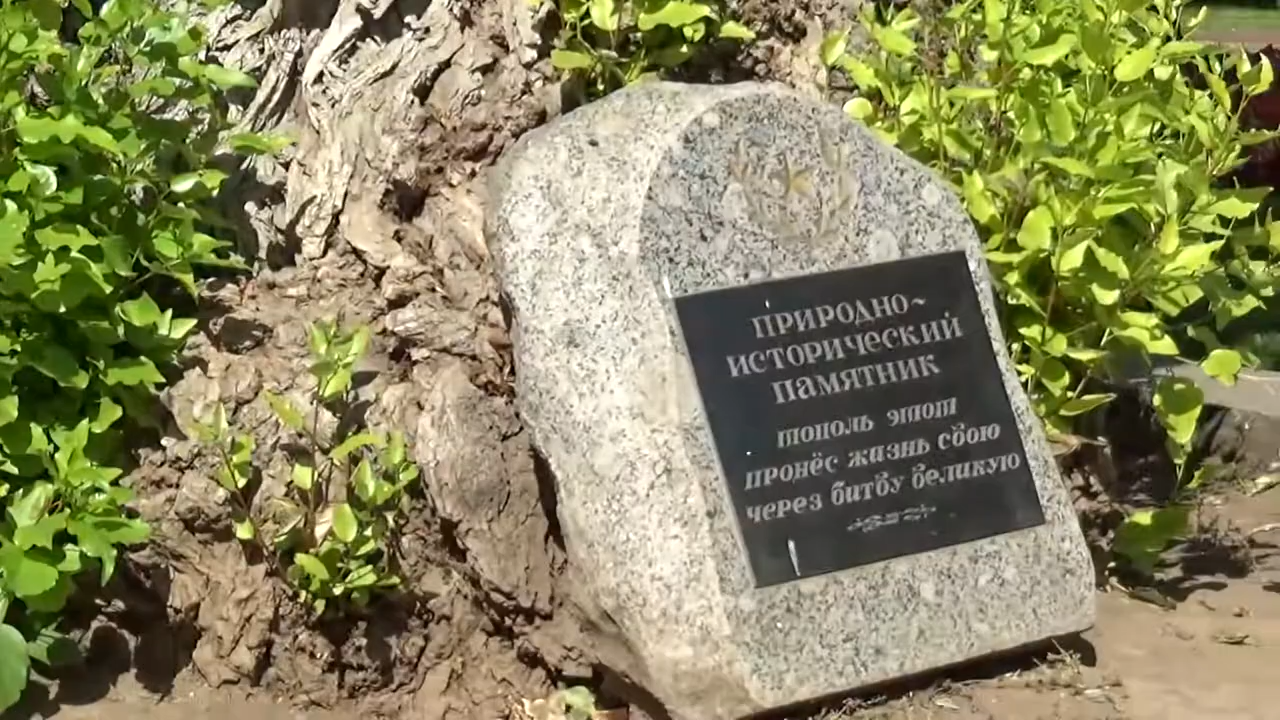 ПРИРОДНО~
ИСТОРИЧЕСКИЙ
ПАМЯТНИК
тополь этот
пронёс жизнь свою
через битву великую